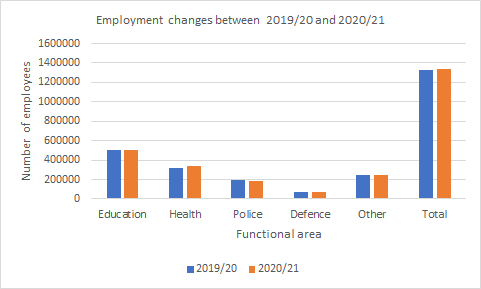 Employment changes between 2019/20 and 2020/21
Number of employees
1600000
1400000
1200000
1000000
800000
600000
400000
200000
0
Education Health Police Defence Other Total
Functional area
2019/20 2020/21